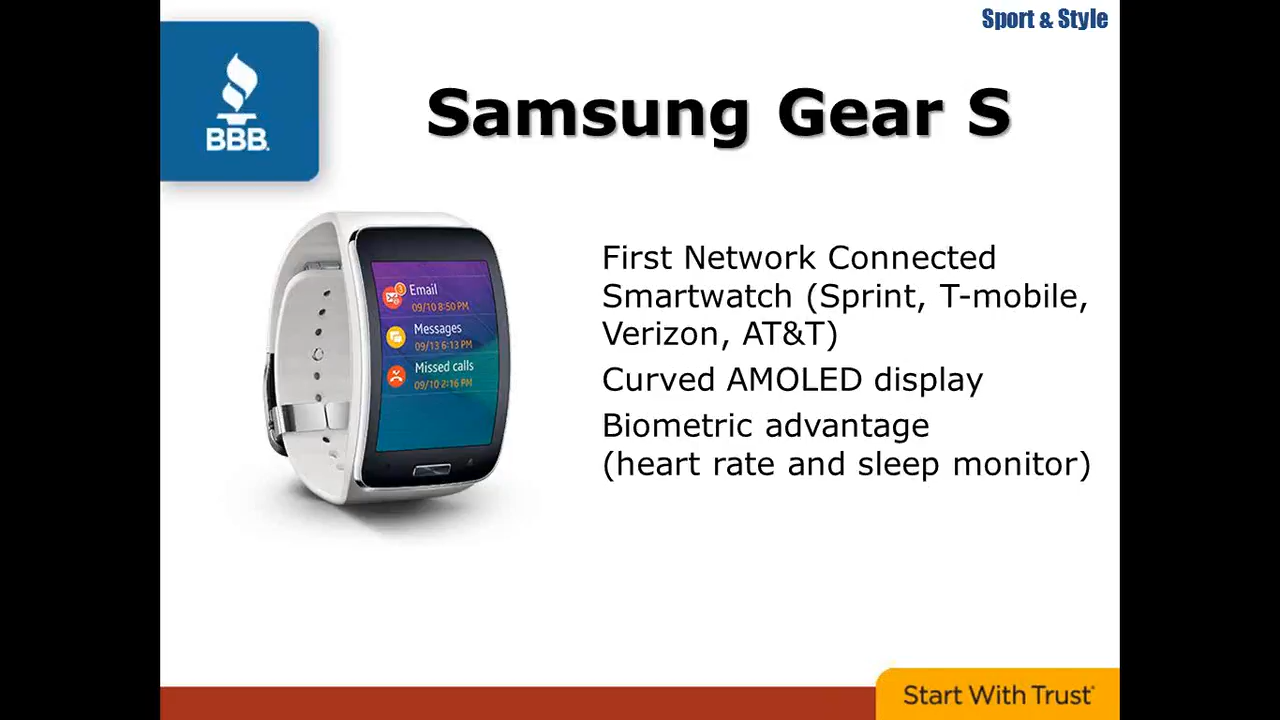 Sport & Style
BBB.
Samsung Gear S
Email
09/10 8:50 PM
Messages
09/13 6:13 PM
Missed calls
09/10 2:16 PM
First Network Connected
Smartwatch (Sprint, T-mobile,
Verizon, AT&T)
Curved AMOLED display
Biometric advantage
(heart rate and sleep monitor)
Start With Trust